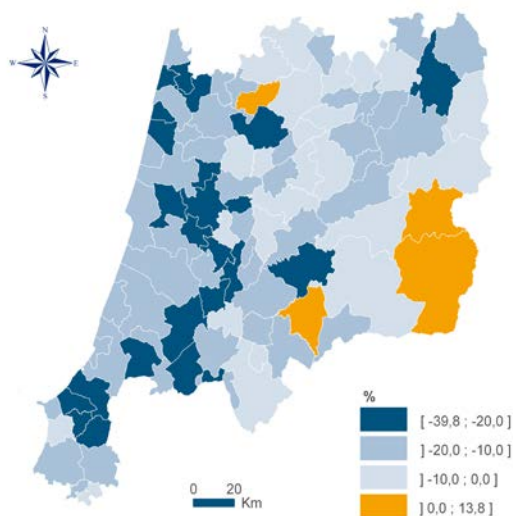 N
W E
S
%
[ -39,8 ; -20,0 ]
] -20,0 ; -10,0 ]
] -10,0 ; 0,0 ]
] 0,0 ; 13,8 ]
0 20
Km